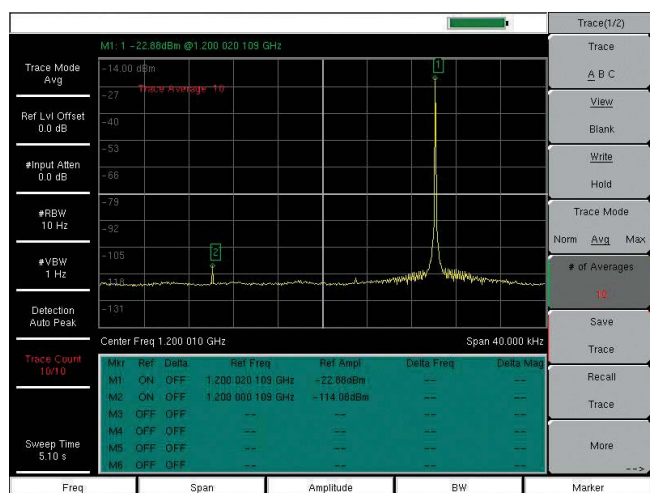 Trace(1/2)
M1: 1 -22.88dBm @1.200 020 109 GHz
Trace Mode
Avg
Ref Lvl Offset
0.0 dB
#Input Atten
0.0 dB
#RBW
10 Hz
#VBW
1 Hz
Detection
Auto Peak
Trace Count
10/10
Sweep Time
5.10 s
-14.00 dBm
Trace Average 10
-27
-40
-53
-66
-79
-92
-105
-118
-131
1
2
Center Freq 1.200 010 GHz
Span 40.000 kHz
Mkr Ref Delta Ref Freq Ref Ampl Delta Freq Delta Mag
M1 ON OFF 1.200 020 109 GHz -22.88dBm -- --
M2 ON OFF 1.200 000 109 GHz -114.08dBm -- --
M3 OFF OFF -- -- -- --
M4 OFF OFF -- -- -- --
M5 OFF OFF -- -- -- --
M6 OFF OFF -- -- -- --
Trace
A B C
View
Blank
Write
Hold
Trace Mode
Norm Avg Max
# of Averages
10
Save
Trace
Recall
Trace
More
-->
Freq
Span
Amplitude
BW
Marker